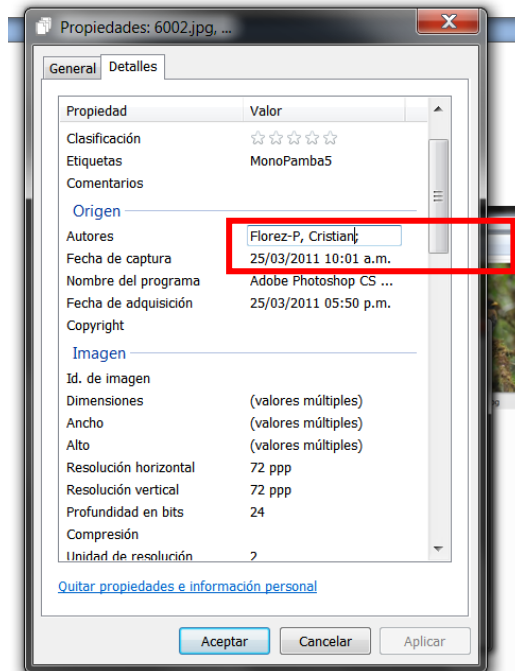 Propiedades: 6002.jpg, ...
X
General Detalles
Propiedad Valor
Clasificación
Etiquetas MonoPamba5
Comentarios
Origen
Autores Florez-P, Cristian;
Fecha de captura 25/03/2011 10:01 a.m.
Nombre del programa Adobe Photoshop CS ...
Fecha de adquisición 25/03/2011 05:50 p.m.
Copyright
Imagen
Id. de imagen
Dimensiones (valores múltiples)
Ancho (valores múltiples)
Alto (valores múltiples)
Resolución horizontal 72 ppp
Resolución vertical 72 ppp
Profundidad en bits 24
Compresión
Unidad de resolución 2
Quitar propiedades e información personal
Aceptar Cancelar Aplicar